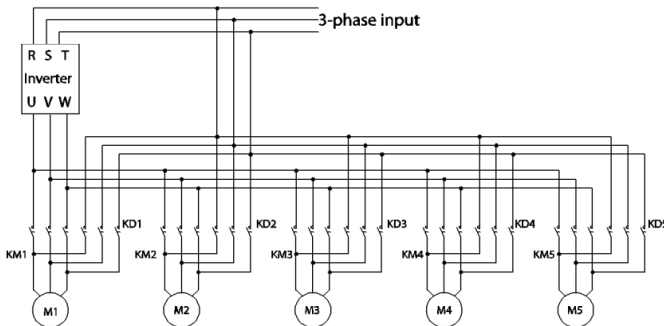 3-phase input
R S T
Inverter
U V W
KD1 KD2 KD3 KD4 KD5
KM1 KM2 KM3 KM4 KM5
M1 M2 M3 M4 M5